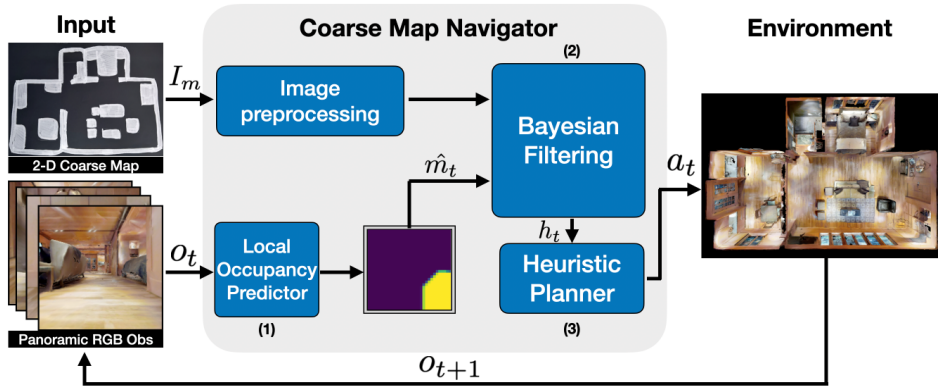 Input
Coarse Map Navigator
Environment
(2)
I_m
Image
preprocessing
Bayesian
Filtering
2-D Coarse Map
\hat{m}_t
a_t
h_t
o_t
Local
Occupancy
Predictor
(1)
Heuristic
Planner
(3)
Panoramic RGB Obs
o_{t+1}